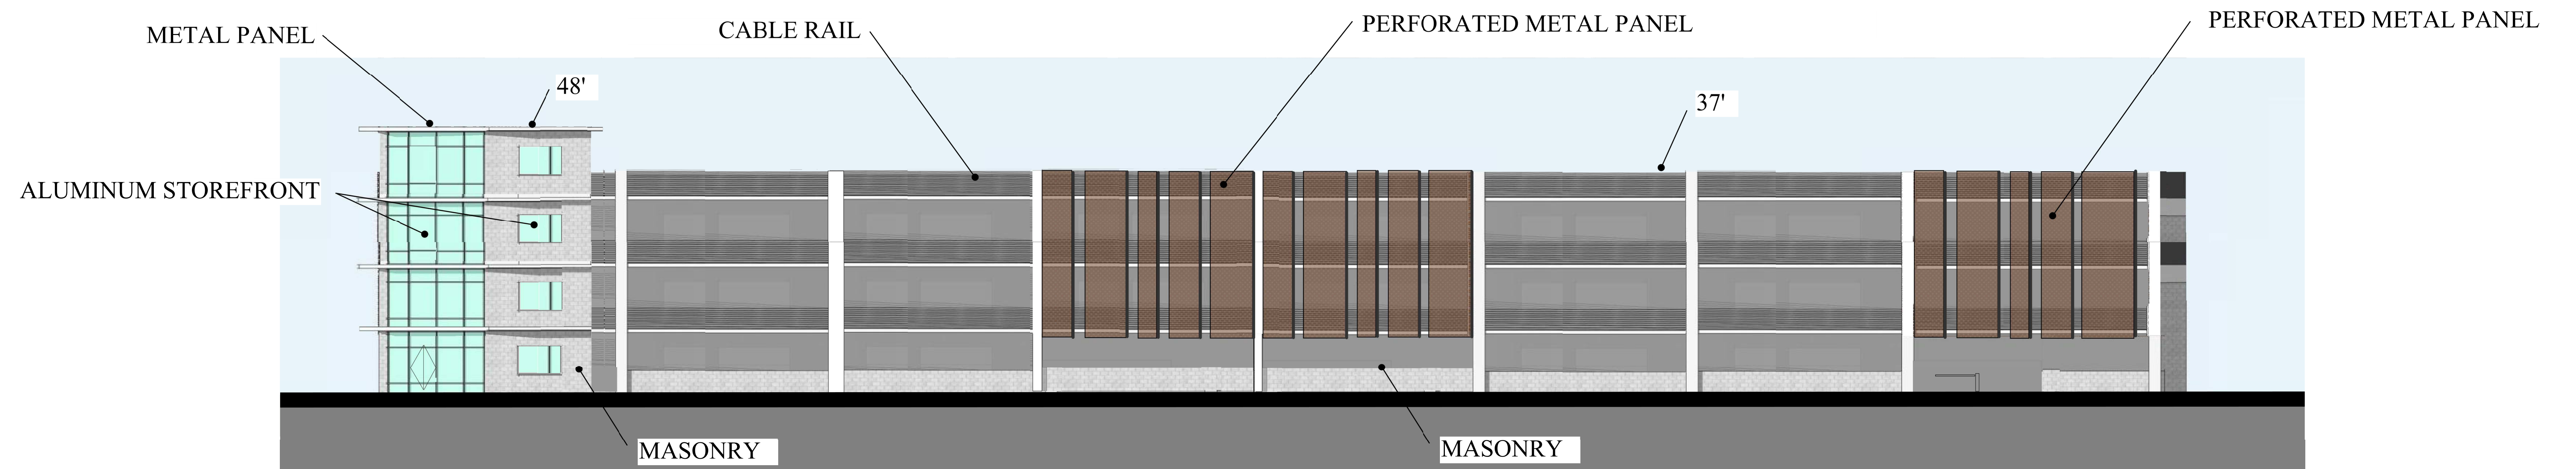 METAL PANEL
CABLE RAIL
PERFORATED METAL PANEL
PERFORATED METAL PANEL
48'
37'
ALUMINUM STOREFRONT
MASONRY
MASONRY